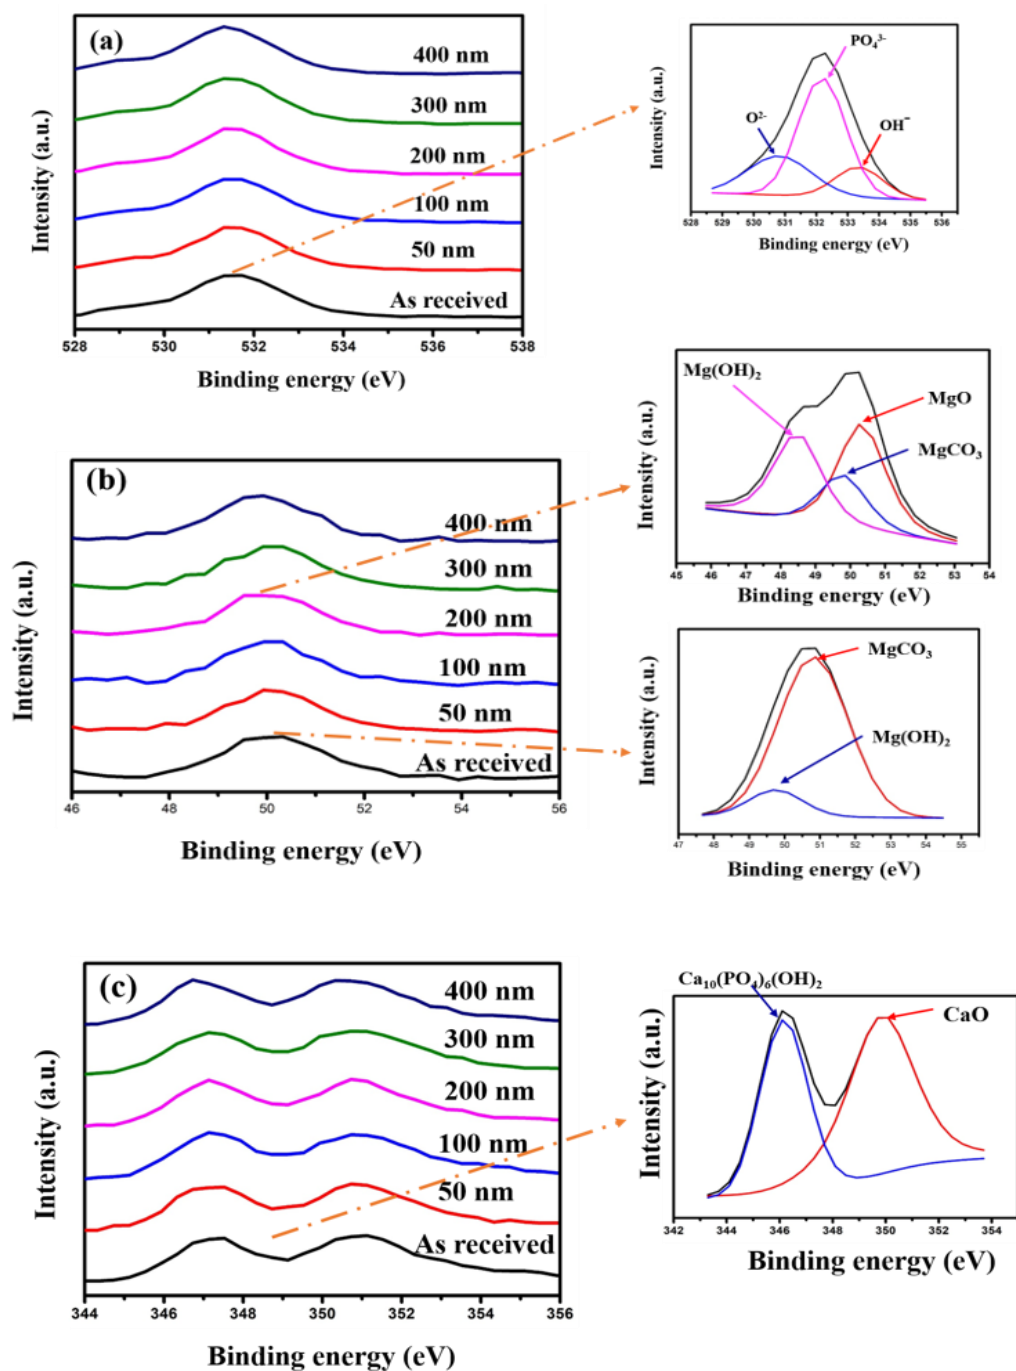 (a)
400 nm
300 nm
200 nm
100 nm
50 nm
As received
Intensity (a.u.)
528 530 532 534 536 538
Binding energy (eV)
PO₄³⁻
O²⁻
OH⁻
Intensity (a.u.)
528 529 530 531 532 533 534 535 536
Binding energy (eV)
(b)
400 nm
300 nm
200 nm
100 nm
50 nm
As received
Intensity (a.u.)
46 48 50 52 54 56
Binding energy (eV)
Mg(OH)₂
MgO
MgCO₃
Intensity (a.u.)
45 46 47 48 49 50 51 52 53 54
Binding energy (eV)
MgCO₃
Mg(OH)₂
Intensity (a.u.)
47 48 49 50 51 52 53 54 55
Binding energy (eV)
(c)
400 nm
300 nm
200 nm
100 nm
50 nm
As received
Intensity (a.u.)
344 346 348 350 352 354 356
Binding energy (eV)
Ca₁₀(PO₄)₆(OH)₂
CaO
Intensity (a.u.)
342 344 346 348 350 352 354
Binding energy (eV)